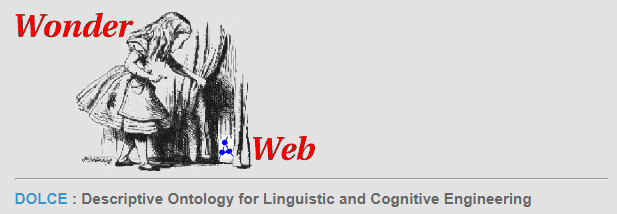 Wonder
Web
DOLCE : Descriptive Ontology for Linguistic and Cognitive Engineering